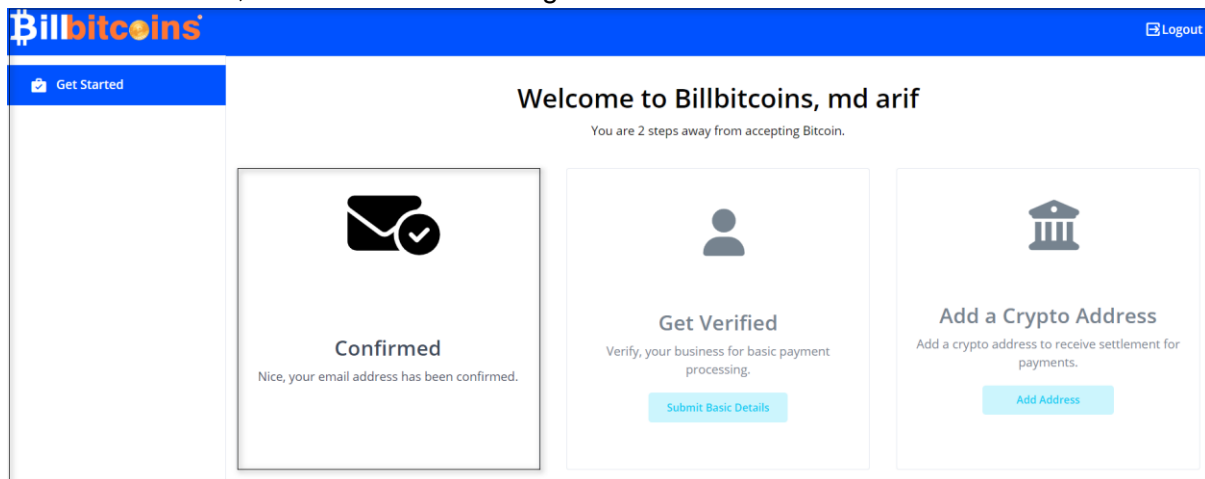 Billbitcoins
Logout
Get Started
Welcome to Billbitcoins, md arif
You are 2 steps away from accepting Bitcoin.
Confirmed
Nice, your email address has been confirmed.
Get Verified
Verify, your business for basic payment
processing.
Submit Basic Details
Add a Crypto Address
Add a crypto address to receive settlement for
payments.
Add Address